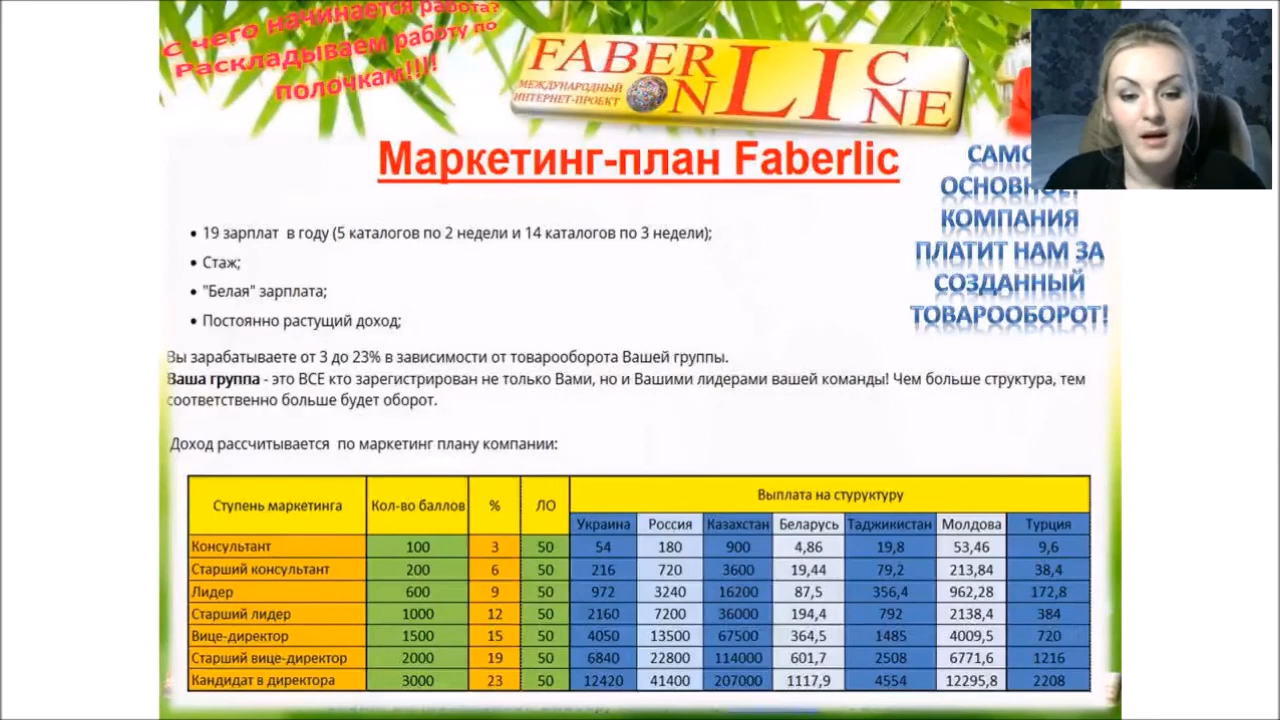 С чего начинается работа?
Раскладываем работу по
полочкам!!!!
FABERLIC
ONLINE
МЕЖДУНАРОДНЫЙ
ИНТЕРНЕТ-ПРОЕКТ
Маркетинг-план Faberlic
ОСНОВНОЕ!
КОМПАНИЯ
ПЛАТИТ НАМ ЗА
СОЗДАННЫЙ
ТОВАРООБОРОТ!
• 19 зарплат в году (5 каталогов по 2 недели и 14 каталогов по 3 недели);
• Стаж;
• "Белая" зарплата;
• Постоянно растущий доход;
Вы зарабатываете от 3 до 23% в зависимости от товарооборота Вашей группы.
Ваша группа - это ВСЕ кто зарегистрирован не только Вами, но и Вашими лидерами вашей команды! Чем больше структура, тем
соответственно больше будет оборот.
Доход рассчитывается по маркетинг плану компании:
Ступень маркетинга Кол-во баллов % ЛО Выплата на стуруктуру
Украина Россия Казахстан Беларусь Таджикистан Молдова Турция
Консультант 100 3 50 54 180 900 4,86 19,8 53,46 9,6
Старший консультант 200 6 50 216 720 3600 19,44 79,2 213,84 38,4
Лидер 600 9 50 972 3240 16200 87,5 356,4 962,28 172,8
Старший лидер 1000 12 50 2160 7200 36000 194,4 792 2138,4 384
Вице-директор 1500 15 50 4050 13500 67500 364,5 1485 4009,5 720
Старший вице-директор 2000 19 50 6840 22800 114000 601,7 2508 6771,6 1216
Кандидат в директора 3000 23 50 12420 41400 207000 1117,9 4554 12295,8 2208